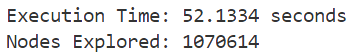 Execution Time: 52.1334 seconds
Nodes Explored: 1070614